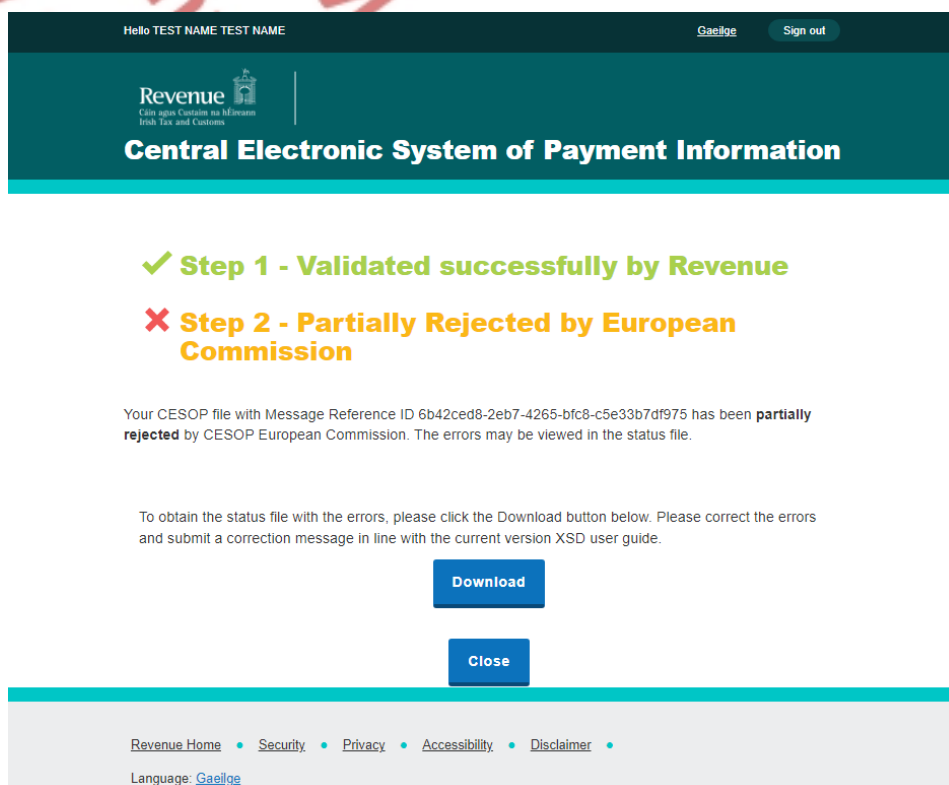 Hello TEST NAME TEST NAME
Gaeilge
Sign out
Revenue
Cáin agus Custaim na hÉireann
Irish Tax and Customs
Central Electronic System of Payment Information
Step 1 - Validated successfully by Revenue
Step 2 - Partially Rejected by European
Commission
Your CESOP file with Message Reference ID 6b42ced8-2eb7-4265-bfc8-c5e33b7df975 has been partially
rejected by CESOP European Commission. The errors may be viewed in the status file.
To obtain the status file with the errors, please click the Download button below. Please correct the errors
and submit a correction message in line with the current version XSD user guide.
Download
Close
Revenue Home • Security • Privacy • Accessibility • Disclaimer •
Language: Gaeilge